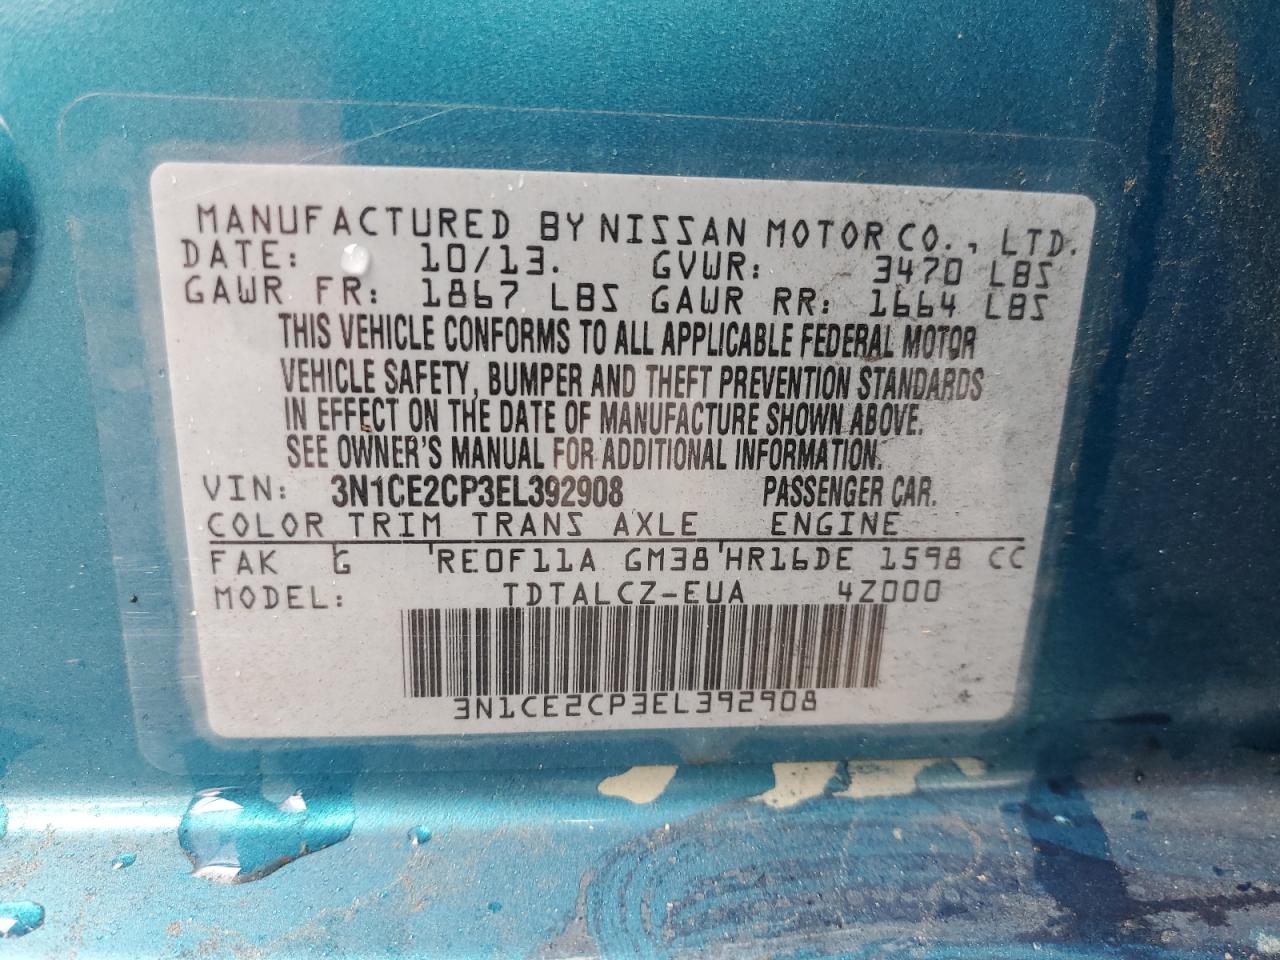 MANUFACTURED BY NISSAN MOTOR CO., LTD.
DATE: 10/13. GVWR: 3470 LBS
GAWR FR: 1867 LBS GAWR RR: 1664 LBS
THIS VEHICLE CONFORMS TO ALL APPLICABLE FEDERAL MOTOR
VEHICLE SAFETY, BUMPER AND THEFT PREVENTION STANDARDS
IN EFFECT ON THE DATE OF MANUFACTURE SHOWN ABOVE.
SEE OWNER'S MANUAL FOR ADDITIONAL INFORMATION.
VIN: 3N1CE2CP3EL392908 PASSENGER CAR.
COLOR TRIM TRANS AXLE ENGINE
FAK G RE0F11A GM38 HR16DE 1598 CC
MODEL: TDTALCZ-EUA 4Z000
3N1CE2CP3EL392908